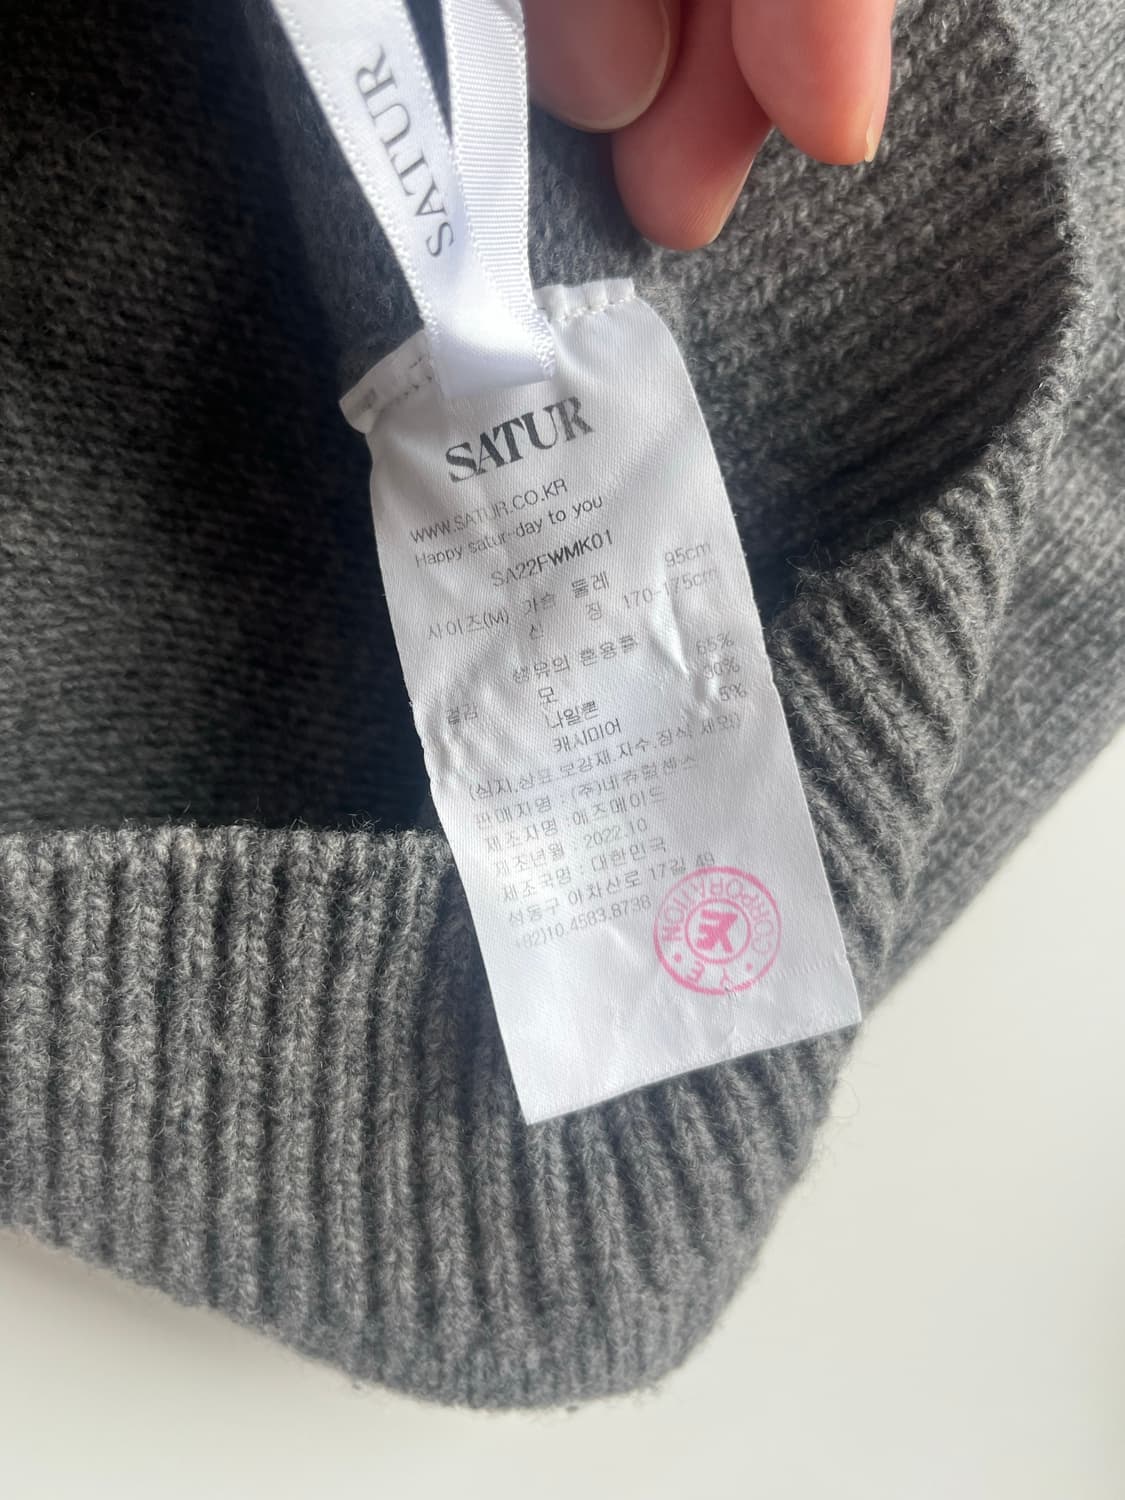 SATUR
SATUR
WWW.SATUR.CO.KR
Happy satur-day to you
SA22FWMK01
사이즈(M) 가슴 둘레 95cm
신 장 170-175cm
섬유의 혼용률
겉감 모 65%
나일론 30%
캐시미어 5%
(심지,상표,보강재,자수,장식 제외)
판매자명 : (주)네츄럴센스
제조자명 : 에즈메이드
제조년월 : 2022.10
제조국명 : 대한민국
성동구 아차산로 17길 49
+82)10.4583.8738
CORPORATION